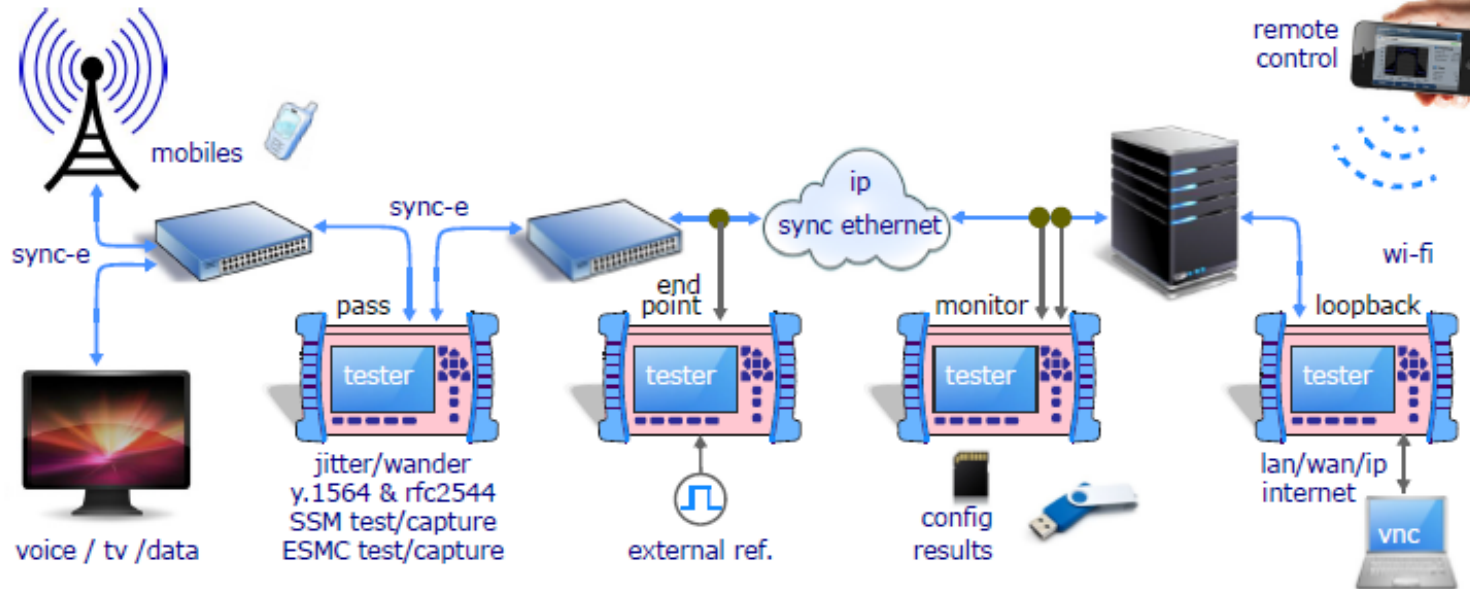 remote
control
mobiles
ip
sync ethernet
sync-e
sync-e
wi-fi
pass
end
point
monitor
loopback
tester
tester
tester
tester
jitter/wander
y.1564 & rfc2544
SSM test/capture
ESMC test/capture
voice / tv /data
external ref.
config
results
lan/wan/ip
internet
vnc